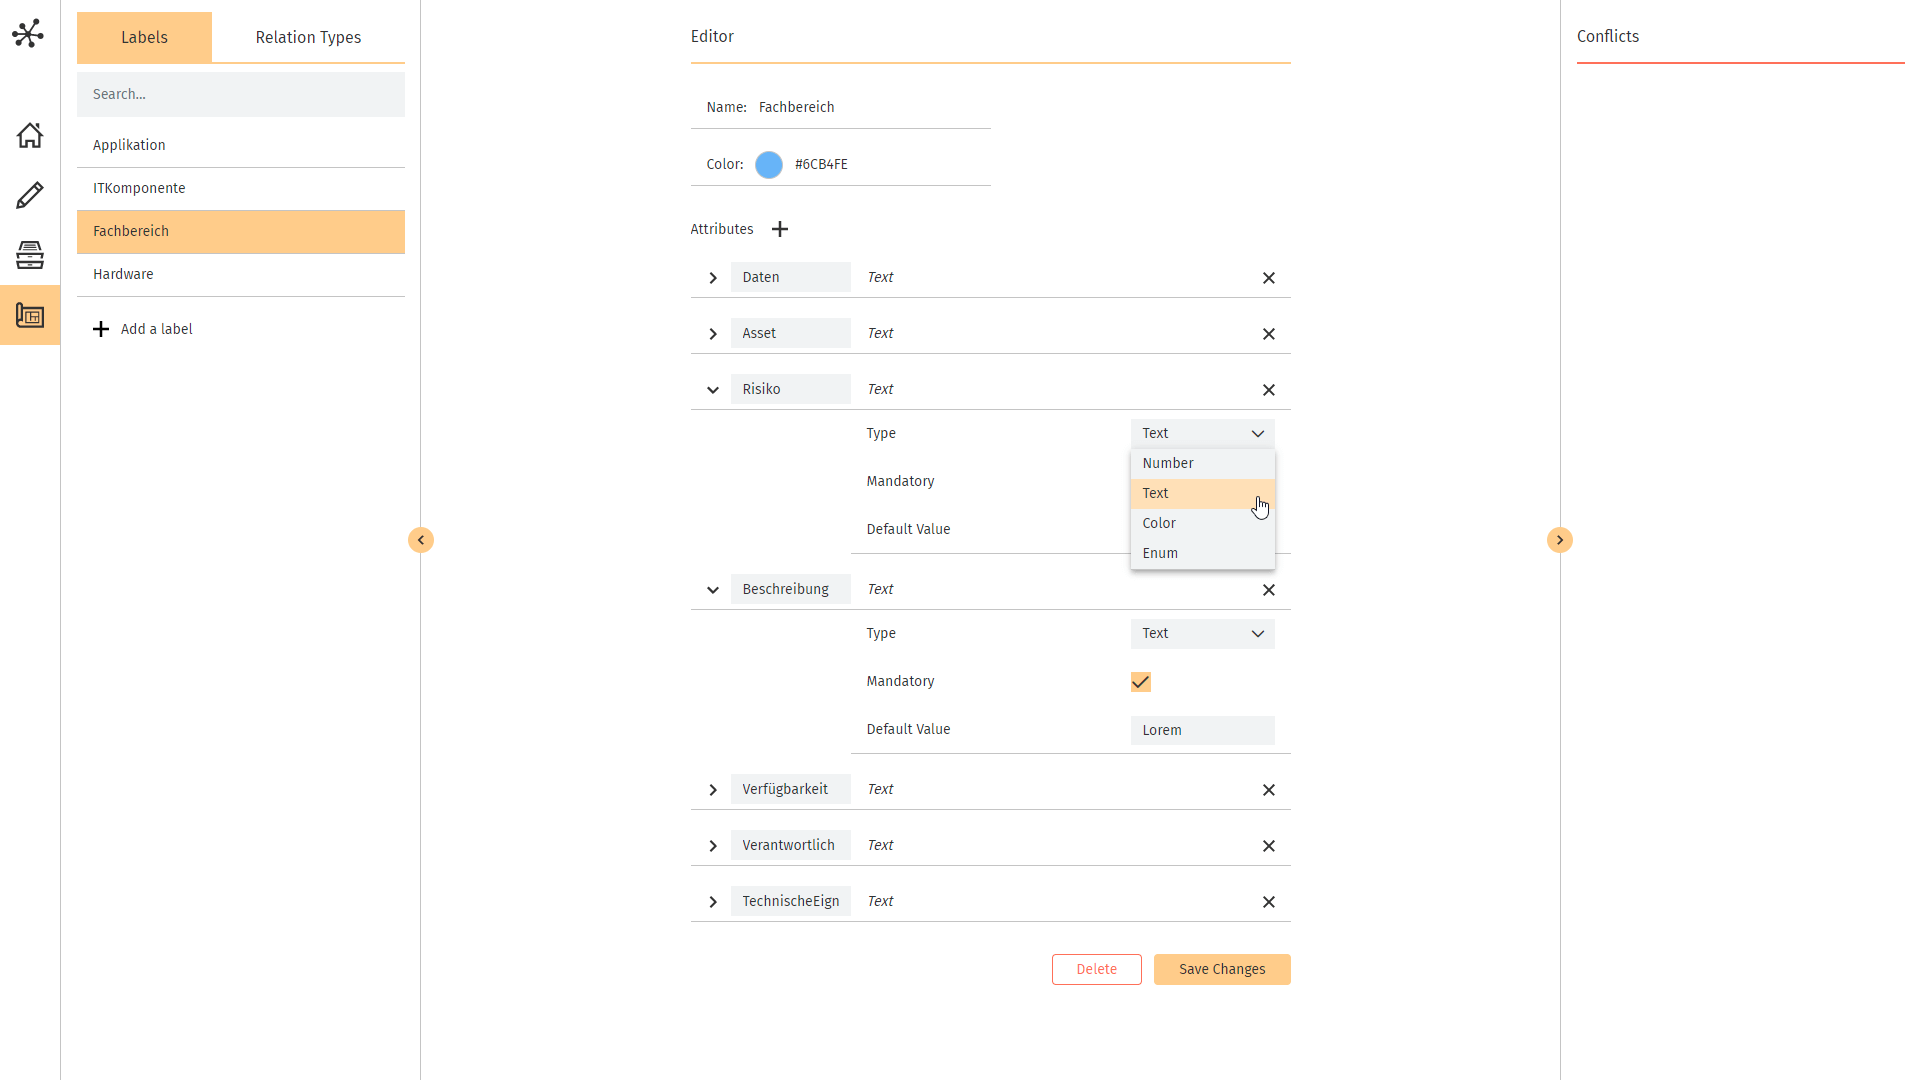 Labels
Relation Types
Search...
Applikation
ITKomponente
Fachbereich
Hardware
Add a label
Editor
Name: Fachbereich
Color: #6CB4FE
Attributes
Daten Text
Asset Text
Risiko Text
Type Text
Number
Mandatory
Text
Color
Default Value
Enum
Beschreibung Text
Type Text
Mandatory
Default Value Lorem
Verfügbarkeit Text
Verantwortlich Text
TechnischeEign Text
Delete
Save Changes
Conflicts